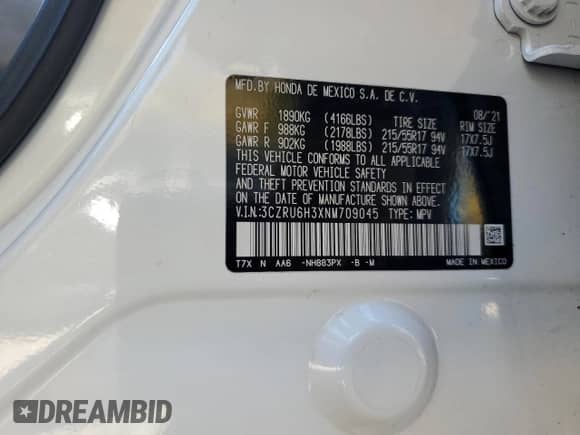 MFD. BY HONDA DE MEXICO S.A. DE C.V.
GVWR 1890KG (4166LBS) 08/'21
GAWR F 988KG (2178LBS) TIRE SIZE RIM SIZE
215/55R17 94V 17X7.5J
GAWR R 902KG (1988LBS) 215/55R17 94V 17X7.5J
THIS VEHICLE CONFORMS TO ALL APPLICABLE
FEDERAL MOTOR VEHICLE SAFETY
AND THEFT PREVENTION STANDARDS IN EFFECT
ON THE DATE OF MANUFACTURE SHOWN ABOVE.
V.I.N:3CZRU6H3XNM709045 TYPE: MPV
T7X N AA6 -NH883PX -B -M MADE IN MEXICO
DREAMBID